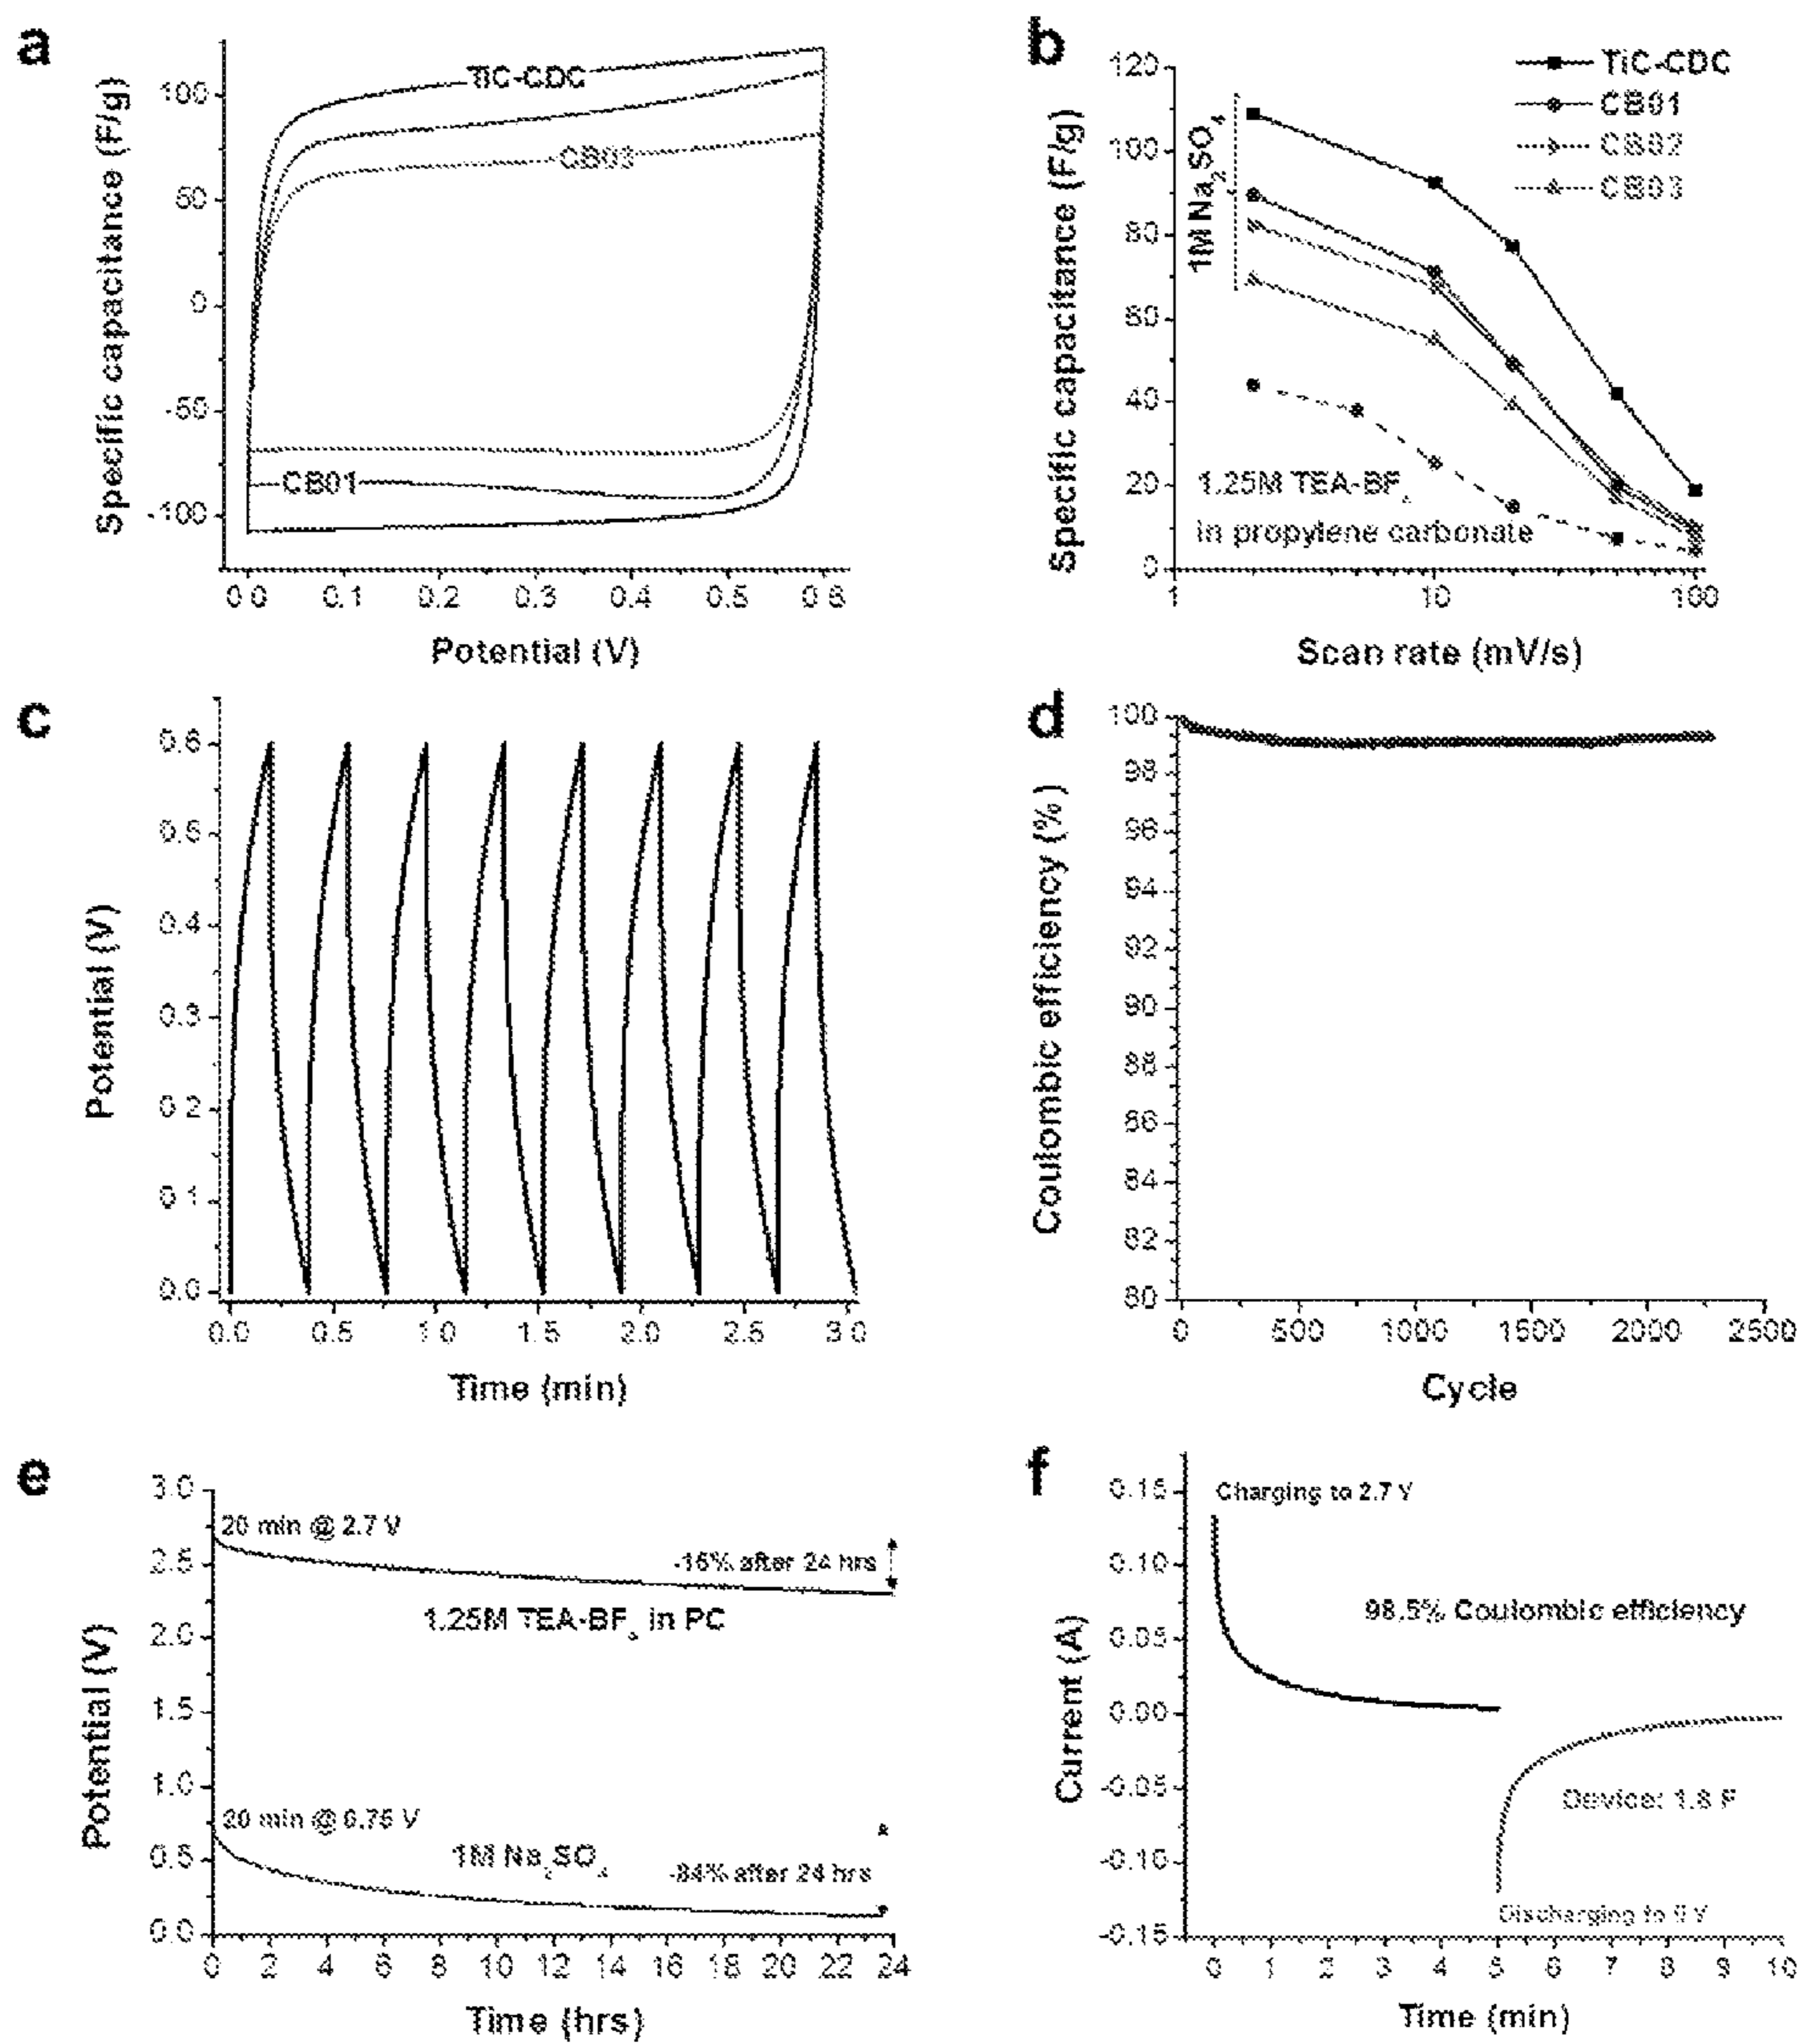 a
TiC-CDC
CB03
CB01
100
50
0
-50
-100
Specific capacitance (F/g)
0.0 0.1 0.2 0.3 0.4 0.5 0.6
Potential (V)
b
TiC-CDC
CB01
CB02
CB03
1M Na2SO4
1.25M TEA-BF4
in propylene carbonate
120
100
80
60
40
20
0
Specific capacitance (F/g)
1 10 100
Scan rate (mV/s)
c
0.6
0.5
0.4
0.3
0.2
0.1
0.0
Potential (V)
0.0 0.5 1.0 1.5 2.0 2.5 3.0
Time (min)
d
100
98
96
94
92
90
88
86
84
82
80
Coulombic efficiency (%)
0 500 1000 1500 2000 2500
Cycle
e
3.0
2.5
2.0
1.5
1.0
0.5
0.0
Potential (V)
20 min @ 2.7 V
after 24 hrs
1.25M TEA-BF4 in PC
20 min @ 0.75 V
1M Na2SO4
-84% after 24 hrs
0 2 4 6 8 10 12 14 16 18 20 22 24
Time (hrs)
f
0.15
0.10
0.05
0.00
-0.05
-0.10
-0.15
Current (A)
Charging to 2.7 V
98.5% Coulombic efficiency
Device: 1.8 F
Discharging to 0 V
0 1 2 3 4 5 6 7 8 9 10
Time (min)